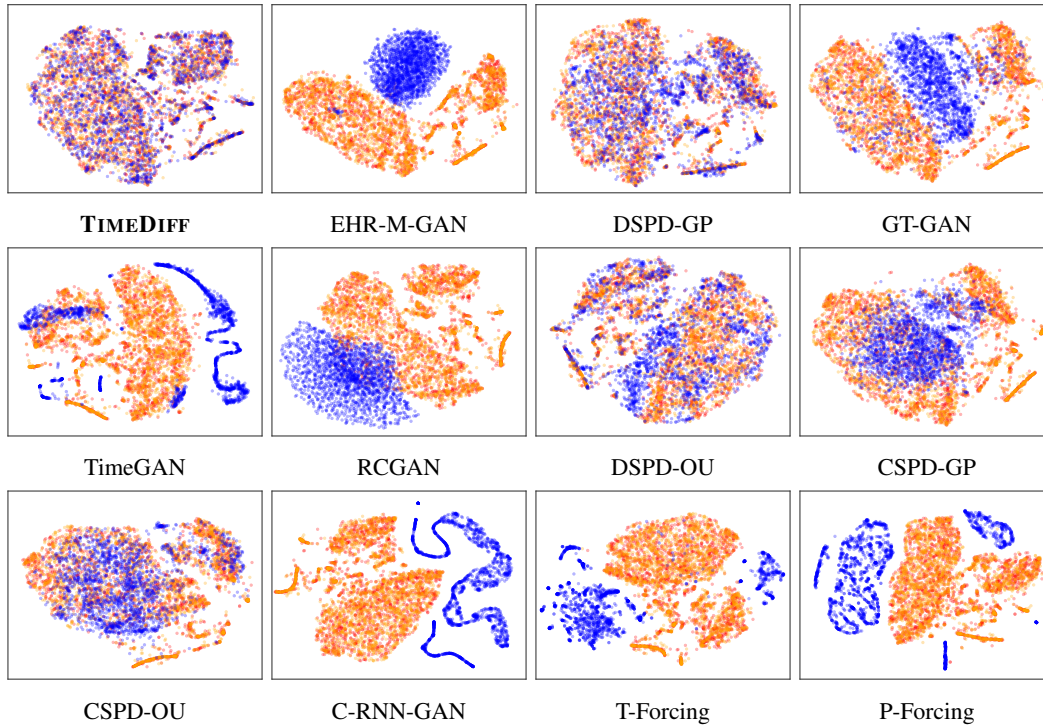 TIMEDIFF EHR-M-GAN DSPD-GP GT-GAN
TimeGAN RCGAN DSPD-OU CSPD-GP
CSPD-OU C-RNN-GAN T-Forcing P-Forcing